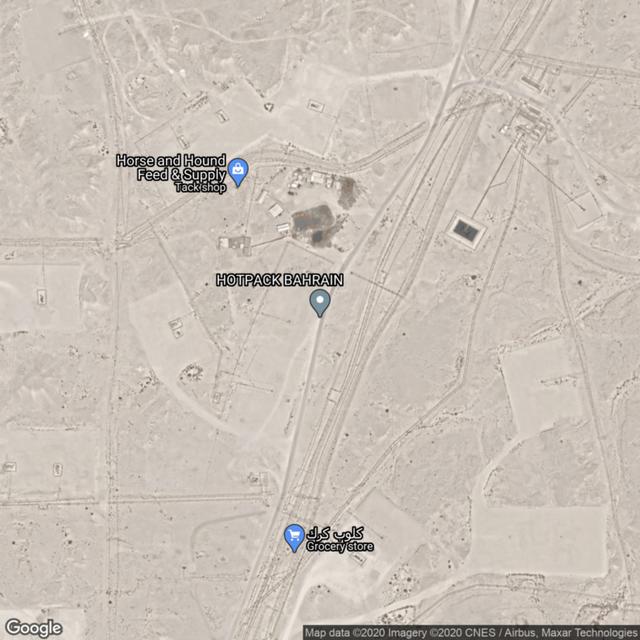 Horse and Hound
Feed & Supply
Tack shop
HOTPACK BAHRAIN
كلوب كرك
Grocery store
Google
Map data ©2020 Imagery ©2020 CNES / Airbus, Maxar Technologies